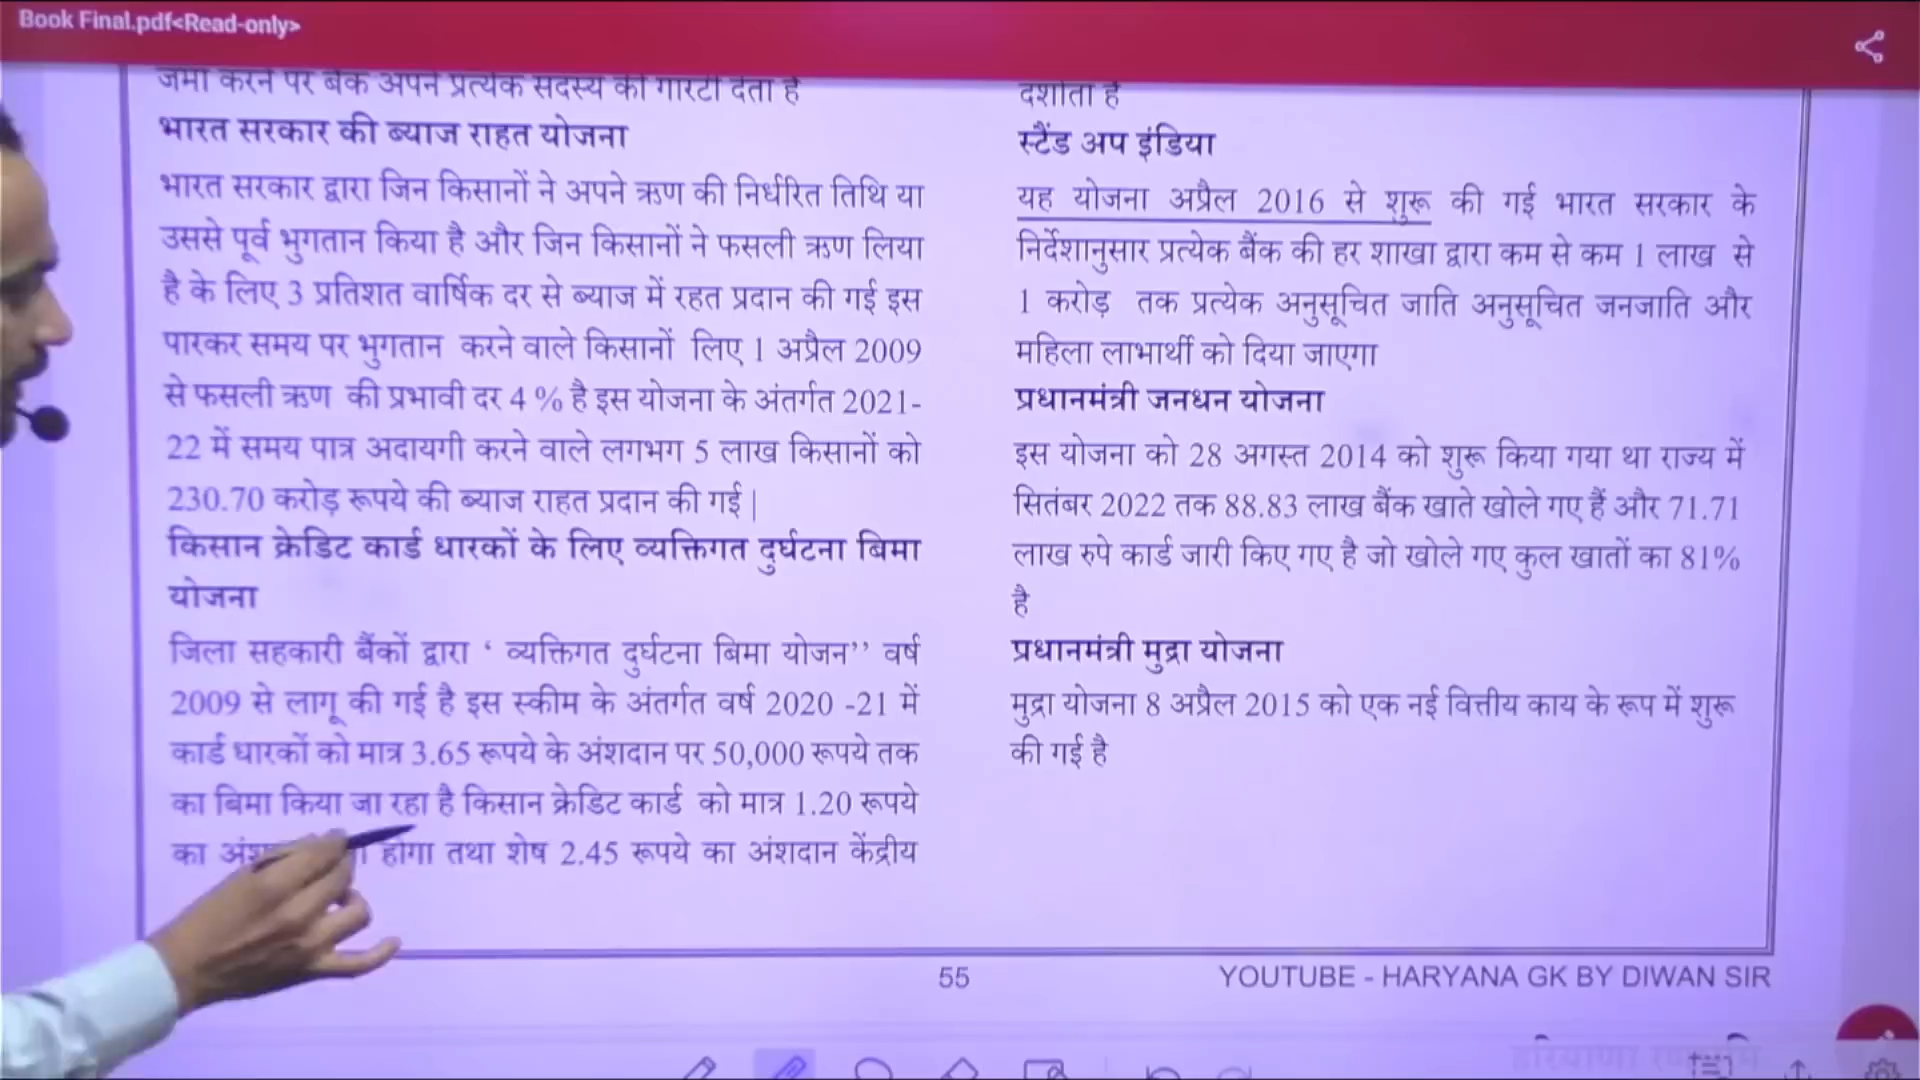 Book Final.pdf<Read-only>
जमा करने पर बैंक अपने प्रत्येक सदस्य की गारंटी देता है
भारत सरकार की ब्याज राहत योजना
भारत सरकार द्वारा जिन किसानों ने अपने ऋण की निर्धरित तिथि या
उससे पूर्व भुगतान किया है और जिन किसानों ने फसली ऋण लिया
है के लिए 3 प्रतिशत वार्षिक दर से ब्याज में रहत प्रदान की गई इस
पारकर समय पर भुगतान करने वाले किसानों लिए 1 अप्रैल 2009
से फसली ऋण की प्रभावी दर 4 % है इस योजना के अंतर्गत 2021-
22 में समय पात्र अदायगी करने वाले लगभग 5 लाख किसानों को
230.70 करोड़ रूपये की ब्याज राहत प्रदान की गई |
किसान क्रेडिट कार्ड धारकों के लिए व्यक्तिगत दुर्घटना बिमा
योजना
जिला सहकारी बैंकों द्वारा ‘ व्यक्तिगत दुर्घटना बिमा योजन’’ वर्ष
2009 से लागू की गई है इस स्कीम के अंतर्गत वर्ष 2020 -21 में
कार्ड धारकों को मात्र 3.65 रूपये के अंशदान पर 50,000 रूपये तक
का बिमा किया जा रहा है किसान क्रेडिट कार्ड को मात्र 1.20 रूपये
का होगा तथा शेष 2.45 रूपये का अंशदान केंद्रीय
दर्शाता है
स्टैंड अप इंडिया
यह योजना अप्रैल 2016 से शुरू की गई भारत सरकार के
निर्देशानुसार प्रत्येक बैंक की हर शाखा द्वारा कम से कम 1 लाख से
1 करोड़ तक प्रत्येक अनुसूचित जाति अनुसूचित जनजाति और
महिला लाभार्थी को दिया जाएगा
प्रधानमंत्री जनधन योजना
इस योजना को 28 अगस्त 2014 को शुरू किया गया था राज्य में
सितंबर 2022 तक 88.83 लाख बैंक खाते खोले गए हैं और 71.71
लाख रुपे कार्ड जारी किए गए है जो खोले गए कुल खातों का 81%
है
प्रधानमंत्री मुद्रा योजना
मुद्रा योजना 8 अप्रैल 2015 को एक नई वित्तीय काय के रूप में शुरू
की गई है
55
YOUTUBE - HARYANA GK BY DIWAN SIR